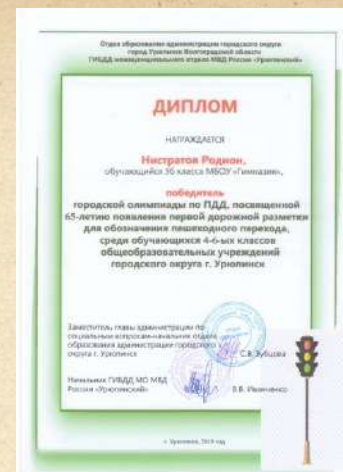 Отдел образования администрации городского округа
город Урюпинск Волгоградской области
ГИБДД межмуниципального отдела МВД России «Урюпинский»
ДИПЛОМ
НАГРАЖДАЕТСЯ
Нистратов Родион,
обучающийся 5б класса МБОУ «Гимназия»,
победитель
городской олимпиады по ПДД, посвященной
65-летию появления первой дорожной разметки
для обозначения пешеходного перехода,
среди обучающихся 4-6-ых классов
общеобразовательных учреждений
городского округа г. Урюпинск
Заместитель главы администрации по
социальным вопросам-начальник отдела
образования администрации городского
округа г. Урюпинск
С.В. Зубцова
Начальник ГИБДД МО МВД
России «Урюпинский»
В.В. Иванченко
г. Урюпинск, 2019 год